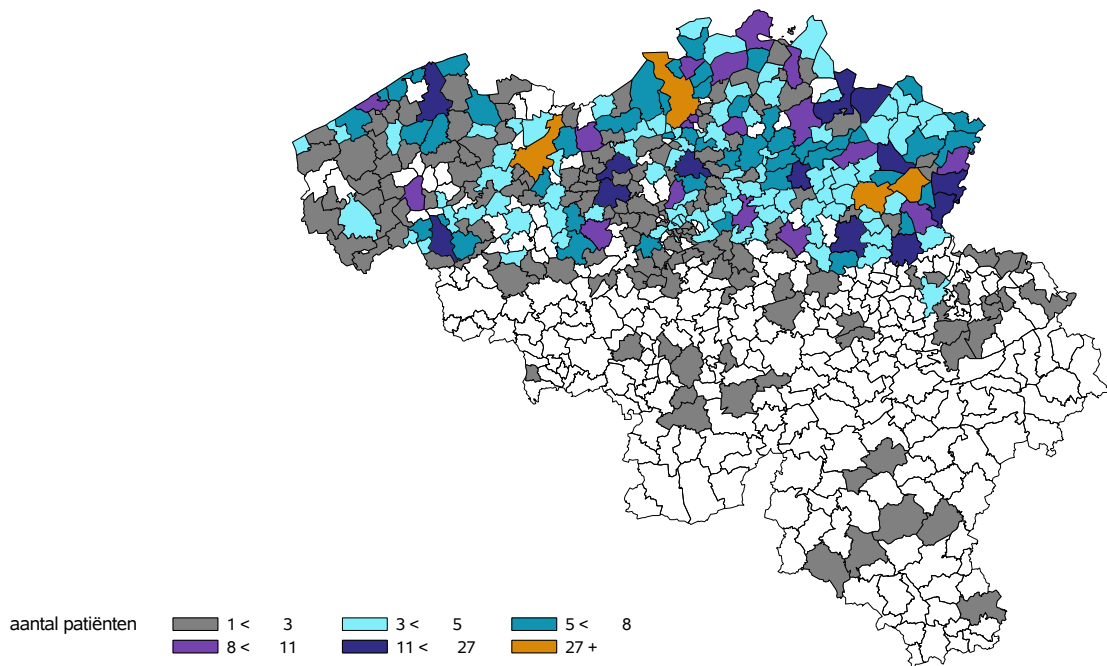 aantal patiënten 1 < 3 3 < 5 5 < 8
8 < 11 11 < 27 27 +